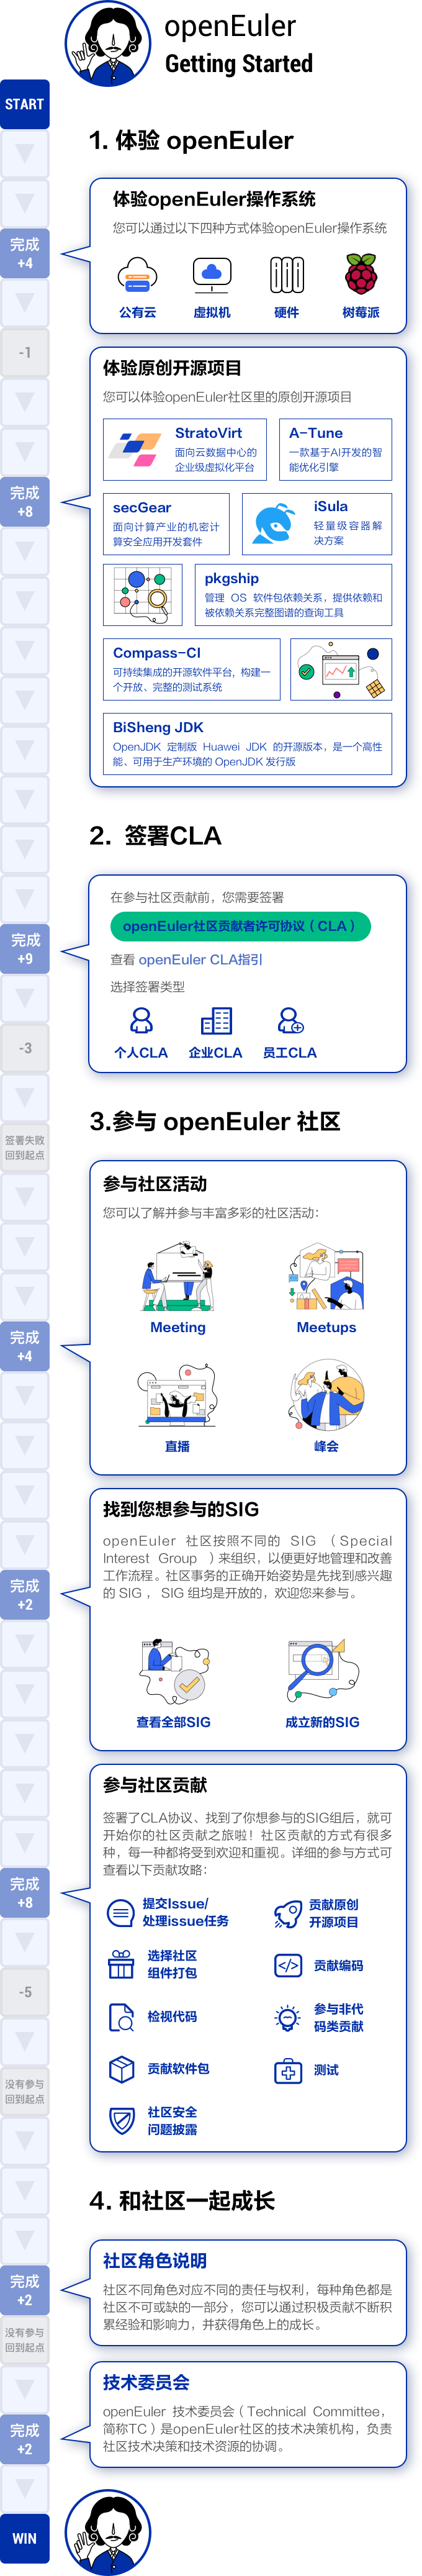 openEuler
Getting Started
START
1. 体验 openEuler
完成
+4
体验openEuler操作系统
您可以通过以下四种方式体验openEuler操作系统
公有云
虚拟机
硬件
树莓派
-1
体验原创开源项目
您可以体验openEuler社区里的原创开源项目
StratoVirt
面向云数据中心的
企业级虚拟化平台
A-Tune
一款基于AI开发的智
能优化引擎
完成
+8
secGear
面向计算产业的机密计
算安全应用开发套件
iSula
轻量级容器解
决方案
pkgship
管理 OS 软件包依赖关系，提供依赖和
被依赖关系完整图谱的查询工具
Compass-CI
可持续集成的开源软件平台，构建一
个开放、完整的测试系统
BiSheng JDK
OpenJDK 定制版 Huawei JDK 的开源版本，是一个高性
能、可用于生产环境的 OpenJDK 发行版
2. 签署CLA
完成
+9
在参与社区贡献前，您需要签署
openEuler社区贡献者许可协议（CLA）
查看 openEuler CLA指引
选择签署类型
个人CLA
企业CLA
员工CLA
-3
签署失败
回到起点
3.参与 openEuler 社区
参与社区活动
您可以了解并参与丰富多彩的社区活动：
Meeting
Meetups
完成
+4
直播
峰会
找到您想参与的SIG
openEuler 社区按照不同的 SIG （Special
Interest Group ）来组织，以便更好地管理和改善
工作流程。社区事务的正确开始姿势是先找到感兴趣
的 SIG ， SIG 组均是开放的，欢迎您来参与。
完成
+2
查看全部SIG
成立新的SIG
参与社区贡献
签署了CLA协议、找到了你想参与的SIG组后，就可
开始你的社区贡献之旅啦！社区贡献的方式有很多
种，每一种都将受到欢迎和重视。详细的参与方式可
查看以下贡献攻略：
完成
+8
提交Issue/
处理issue任务
贡献原创
开源项目
选择社区
组件打包
贡献编码
-5
检视代码
参与非代
码类贡献
贡献软件包
测试
没有参与
回到起点
社区安全
问题披露
4. 和社区一起成长
完成
+2
社区角色说明
社区不同角色对应不同的责任与权利，每种角色都是
社区不可或缺的一部分，您可以通过积极贡献不断积
累经验和影响力，并获得角色上的成长。
没有参与
回到起点
技术委员会
完成
+2
openEuler 技术委员会（Technical Committee，
简称TC）是openEuler社区的技术决策机构，负责
社区技术决策和技术资源的协调。
WIN